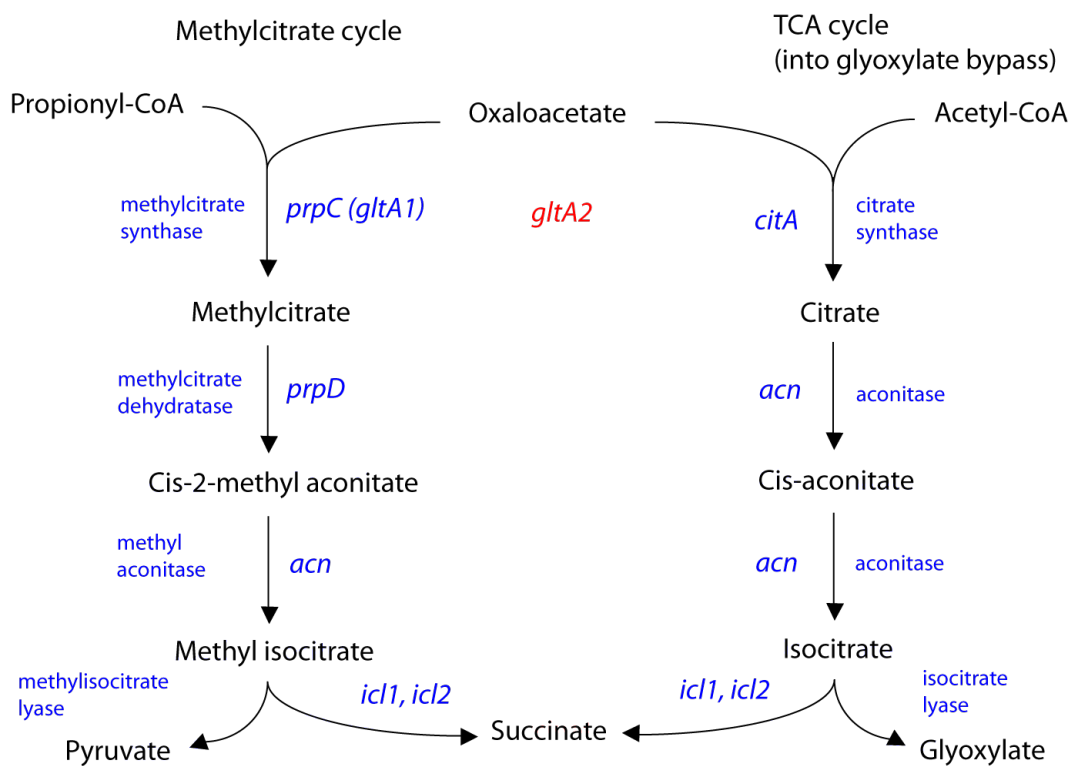 Methylcitrate cycle
TCA cycle
(into glyoxylate bypass)
Propionyl-CoA
Oxaloacetate
Acetyl-CoA
methylcitrate
synthase
prpC (gltA1)
gltA2
citA
citrate
synthase
Methylcitrate
Citrate
methylcitrate
dehydratase
prpD
acn
aconitase
Cis-2-methyl aconitate
Cis-aconitate
methyl
aconitase
acn
acn
aconitase
Methyl isocitrate
Isocitrate
methylisocitrate
lyase
icl1, icl2
icl1, icl2
isocitrate
lyase
Pyruvate
Succinate
Glyoxylate